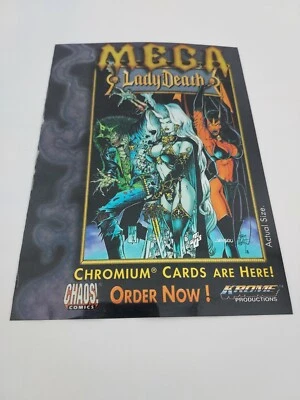 MEGA
Lady Death
Actual Size
CHROMIUM® CARDS ARE HERE!
CHAOS!
COMICS
ORDER NOW!
KROME
PRODUCTIONS